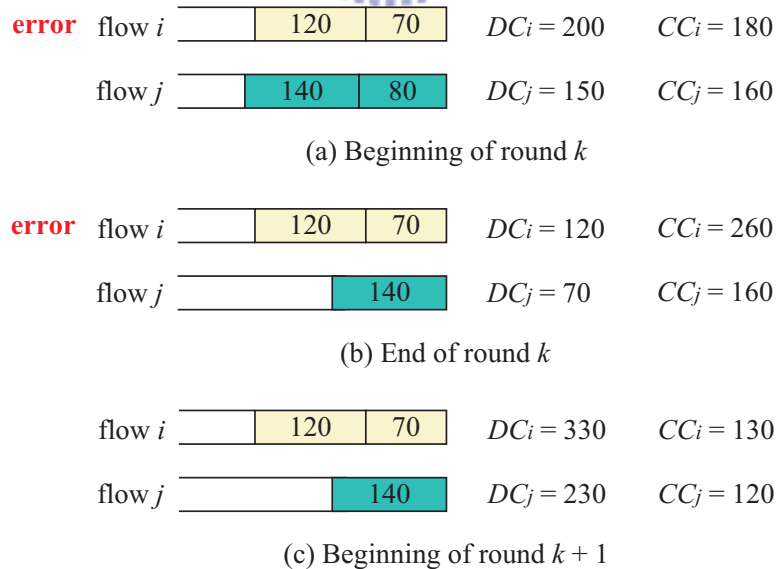 error flow i 120 70 DCi = 200 CCi = 180
flow j 140 80 DCj = 150 CCj = 160
(a) Beginning of round k
error flow i 120 70 DCi = 120 CCi = 260
flow j 140 DCj = 70 CCj = 160
(b) End of round k
flow i 120 70 DCi = 330 CCi = 130
flow j 140 DCj = 230 CCj = 120
(c) Beginning of round k + 1